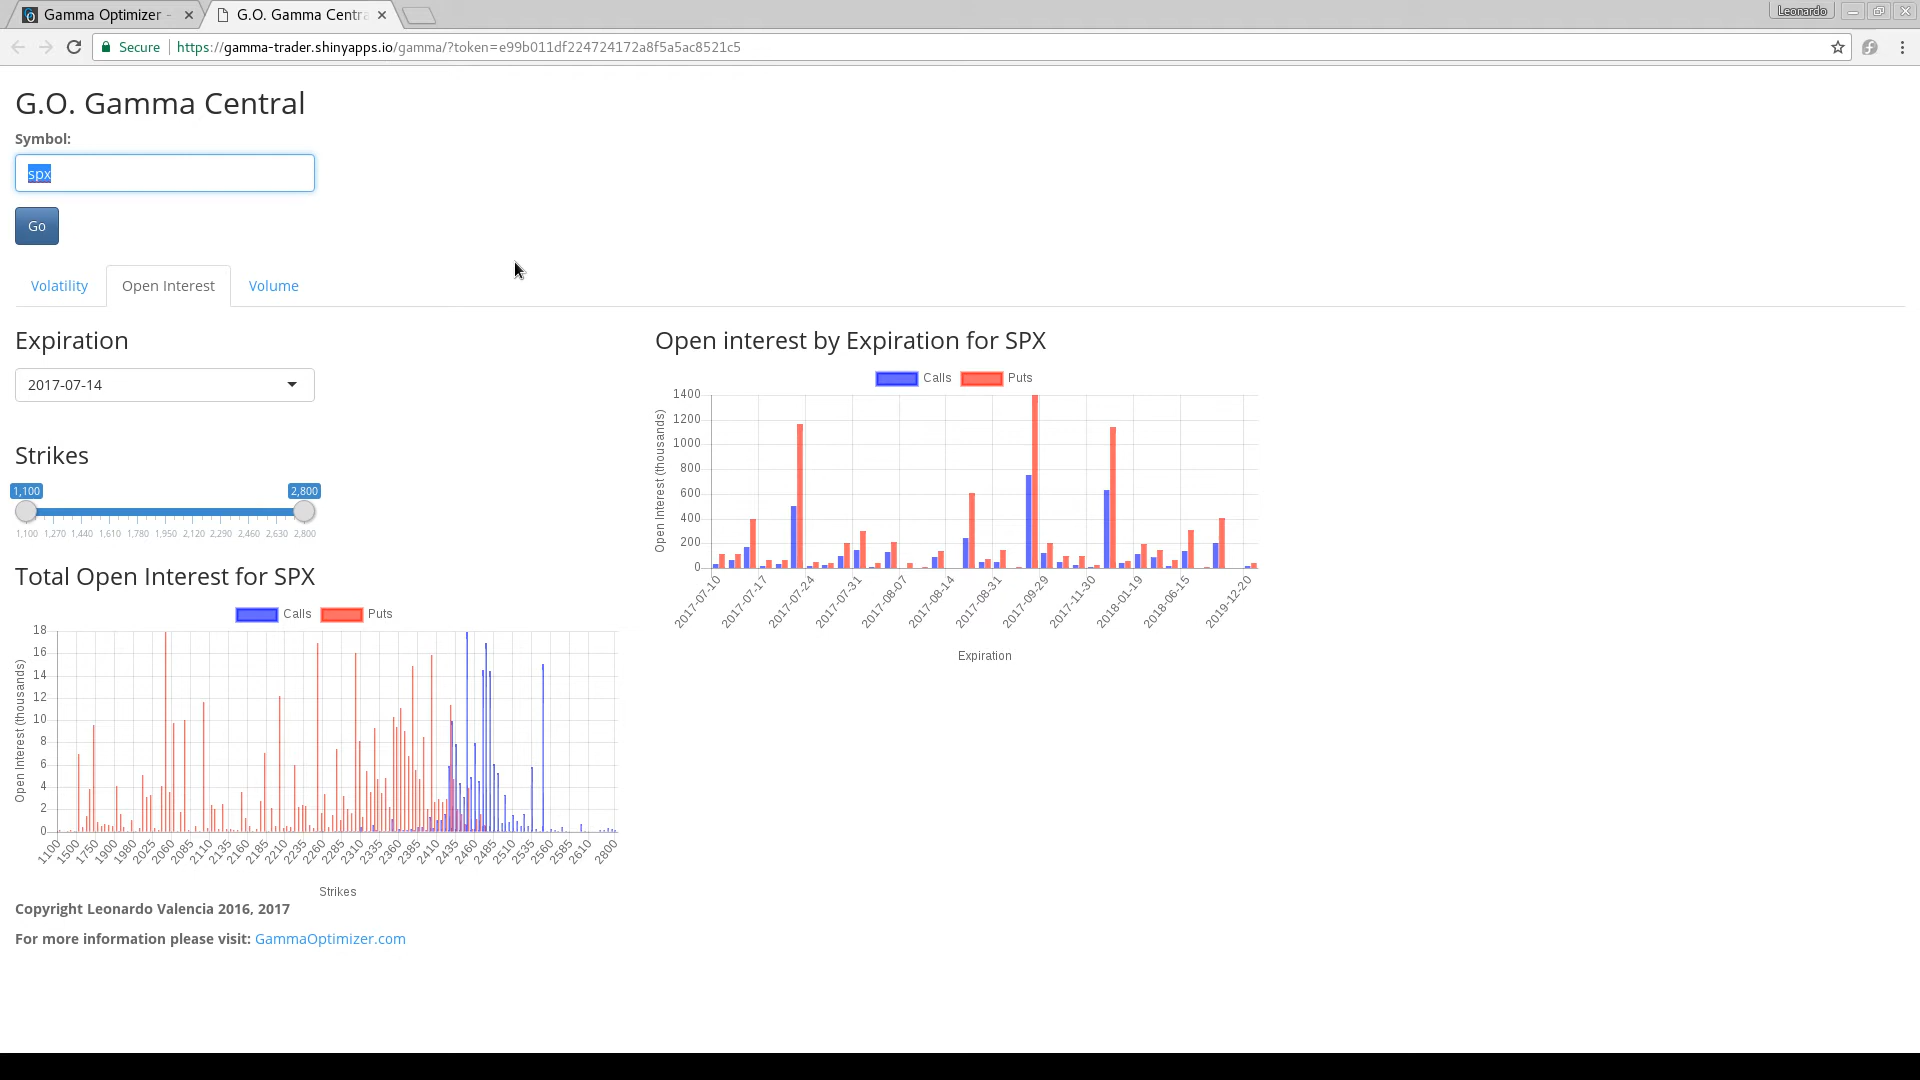 Gamma Optimizer -
G.O. Gamma Centra
Leonardo
Secure
https://gamma-trader.shinyapps.io/gamma/?token=e99b011df224724172a8f5a5ac8521c5
G.O. Gamma Central
Symbol:
spx
Go
Volatility
Open Interest
Volume
Expiration
2017-07-14
Strikes
1,100 2,800
1,100 1,270 1,440 1,610 1,780 1,950 2,120 2,290 2,460 2,630 2,800
Total Open Interest for SPX
Calls Puts
Open Interest (thousands)
18
16
14
12
10
8
6
4
2
0
1100 1500 1750 1900 1980 2025 2060 2085 2110 2135 2160 2185 2210 2235 2260 2285 2310 2335 2360 2385 2410 2435 2460 2485 2510 2535 2560 2585 2610 2800
Strikes
Open interest by Expiration for SPX
Calls Puts
Open Interest (thousands)
1400
1200
1000
800
600
400
200
0
2017-07-10 2017-07-17 2017-07-24 2017-07-31 2017-08-07 2017-08-14 2017-08-31 2017-09-29 2017-11-30 2018-01-19 2018-06-15 2019-12-20
Expiration
Copyright Leonardo Valencia 2016, 2017
For more information please visit: GammaOptimizer.com